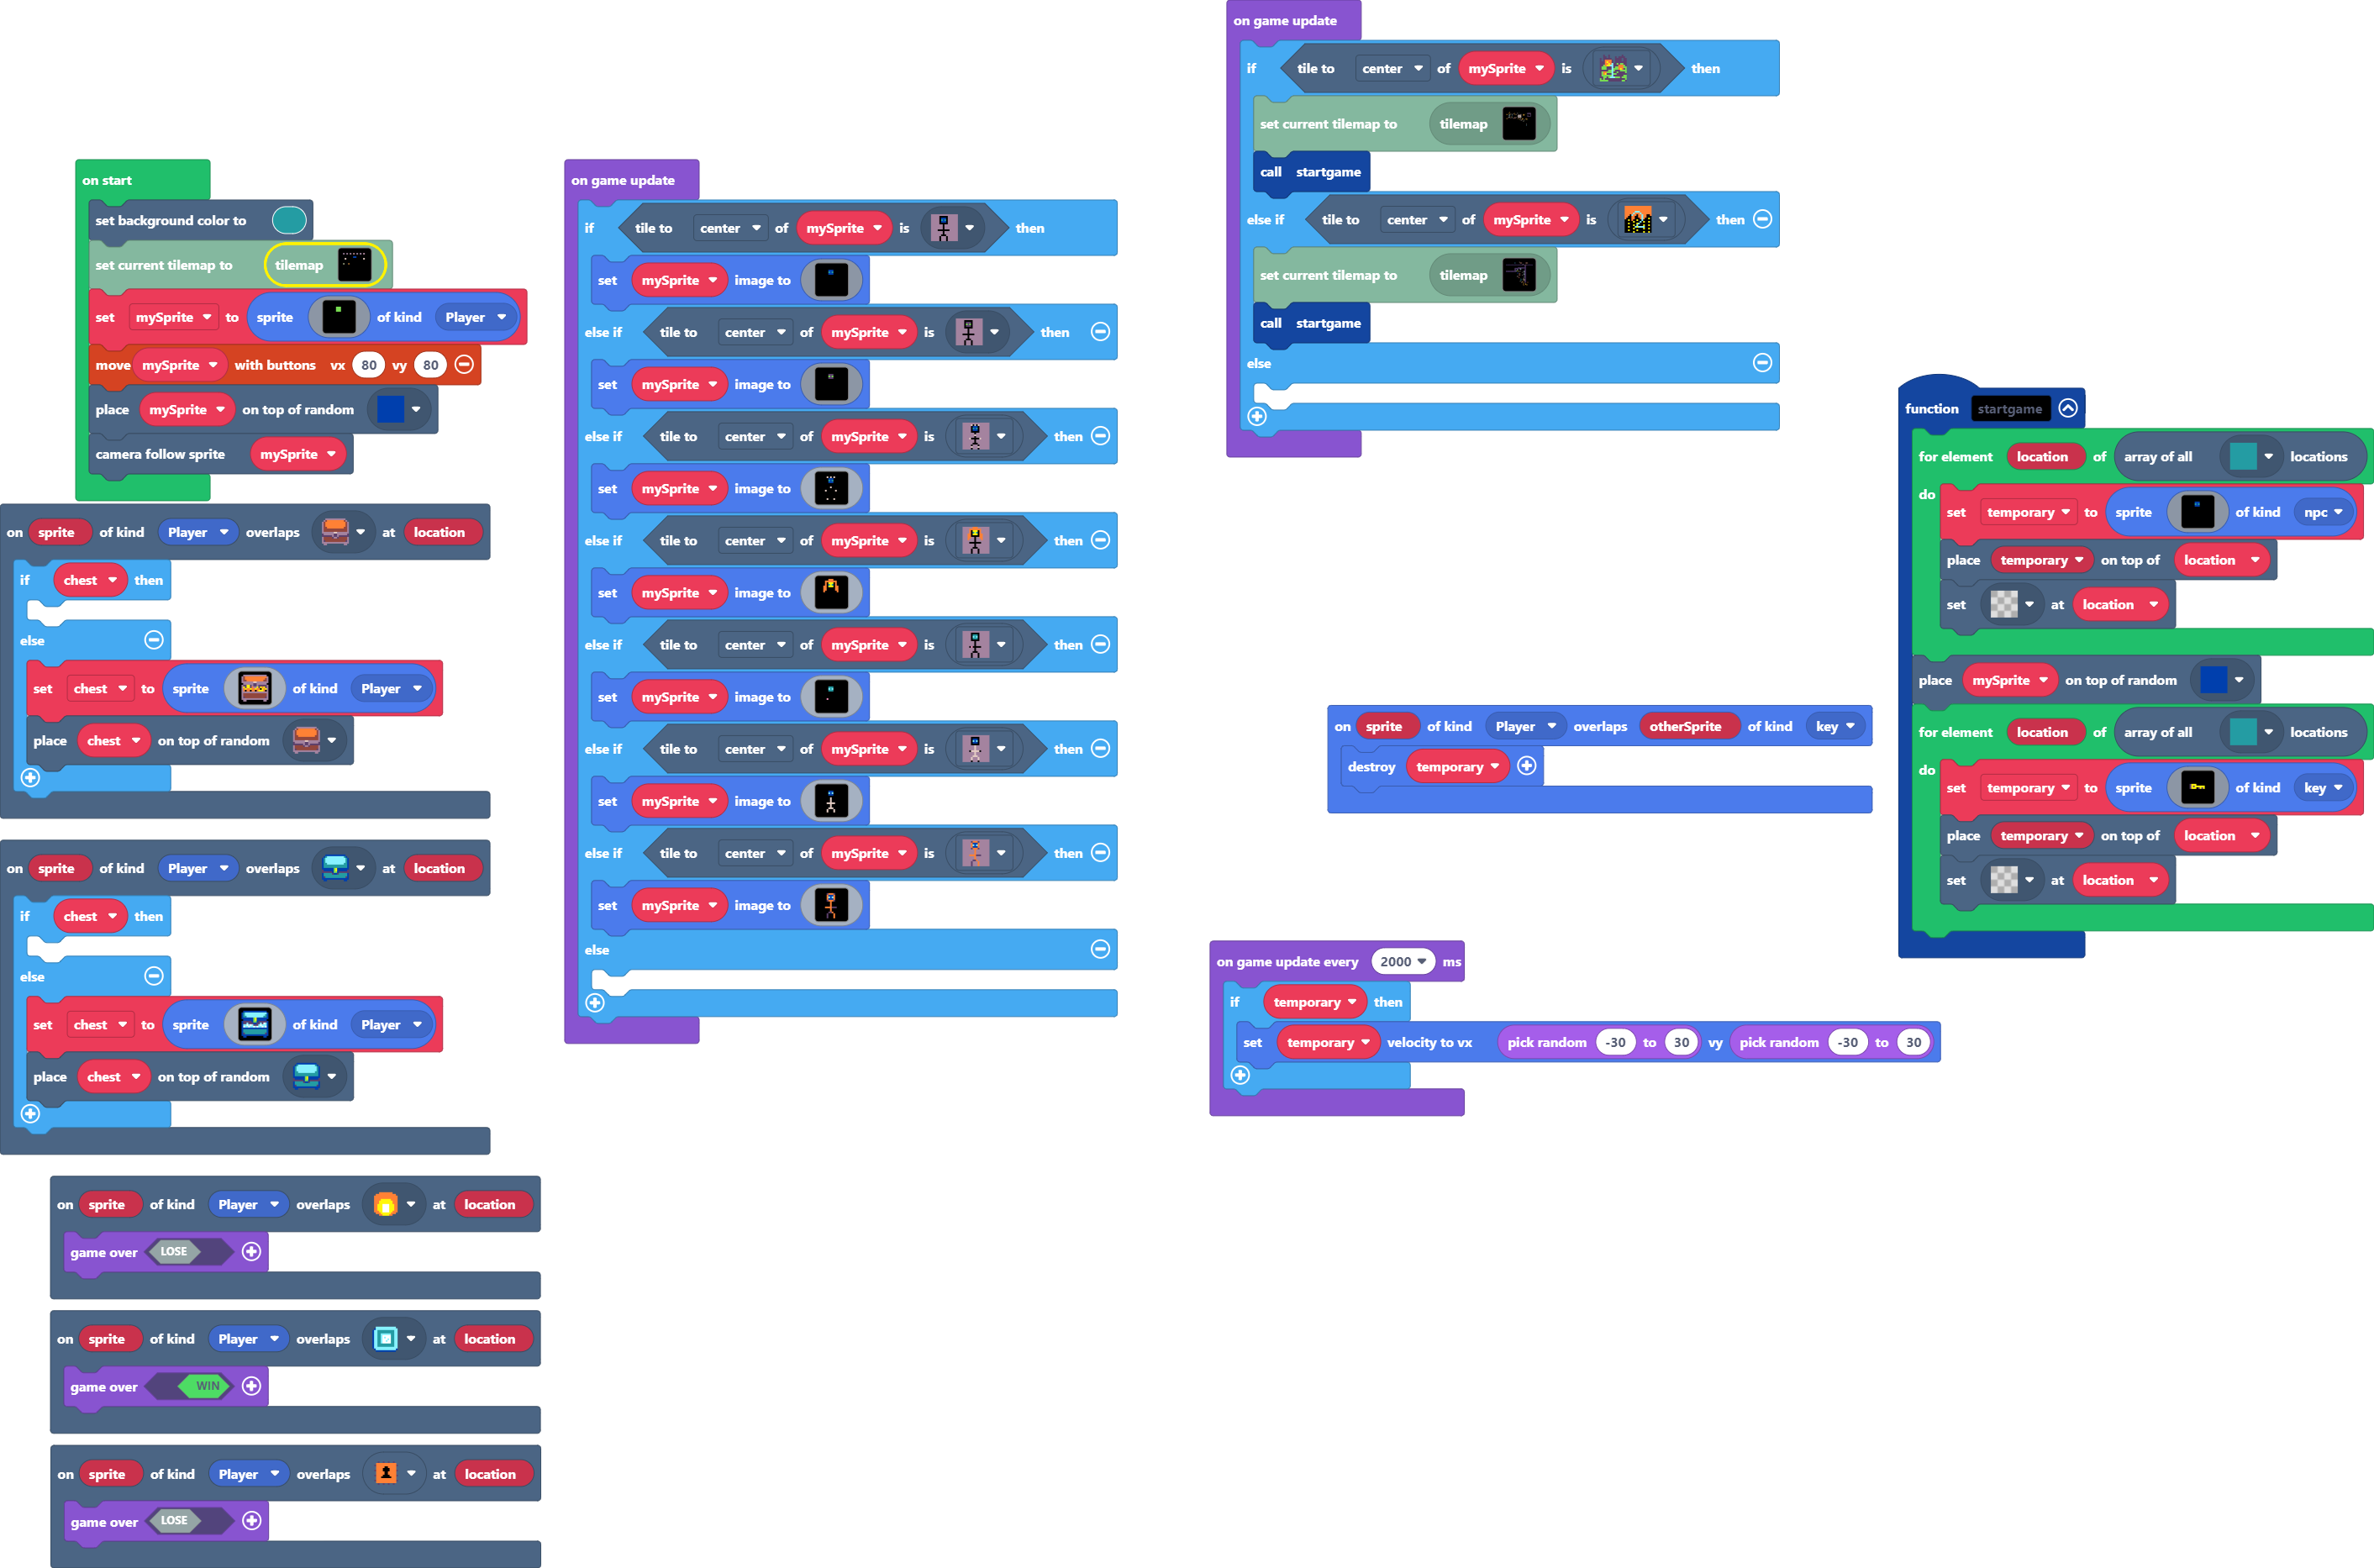 on start
set background color to
set current tilemap to tilemap
set mySprite to sprite of kind Player
move mySprite with buttons vx 80 vy 80
place mySprite on top of random
camera follow sprite mySprite
on sprite of kind Player overlaps at location
if chest then
else
set chest to sprite of kind Player
place chest on top of random
on sprite of kind Player overlaps at location
if chest then
else
set chest to sprite of kind Player
place chest on top of random
on sprite of kind Player overlaps at location
game over LOSE
on sprite of kind Player overlaps at location
game over WIN
on sprite of kind Player overlaps at location
game over LOSE
on game update
if tile to center of mySprite is then
set mySprite image to
else if tile to center of mySprite is then
set mySprite image to
else if tile to center of mySprite is then
set mySprite image to
else if tile to center of mySprite is then
set mySprite image to
else if tile to center of mySprite is then
set mySprite image to
else if tile to center of mySprite is then
set mySprite image to
else if tile to center of mySprite is then
set mySprite image to
else
on game update
if tile to center of mySprite is then
set current tilemap to tilemap
call startgame
else if tile to center of mySprite is then
set current tilemap to tilemap
call startgame
else
on sprite of kind Player overlaps otherSprite of kind key
destroy temporary
on game update every 2000 ms
if temporary then
set temporary velocity to vx pick random -30 to 30 vy pick random -30 to 30
function startgame
for element location of array of all locations
do
set temporary to sprite of kind npc
place temporary on top of location
set at location
place mySprite on top of random
for element location of array of all locations
do
set temporary to sprite of kind key
place temporary on top of location
set at location